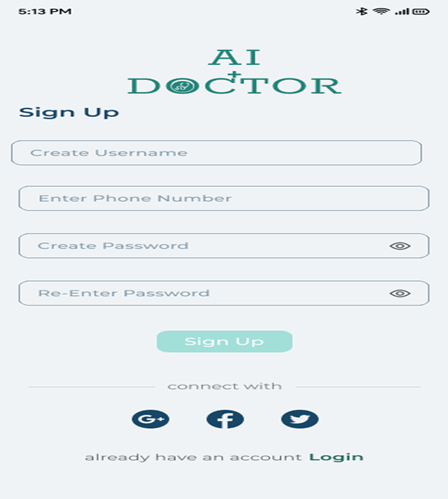 5:13 PM
AI
DOCTOR
Sign Up
Create Username
Enter Phone Number
Create Password
Re-Enter Password
Sign Up
connect with
G+ f
already have an account Login